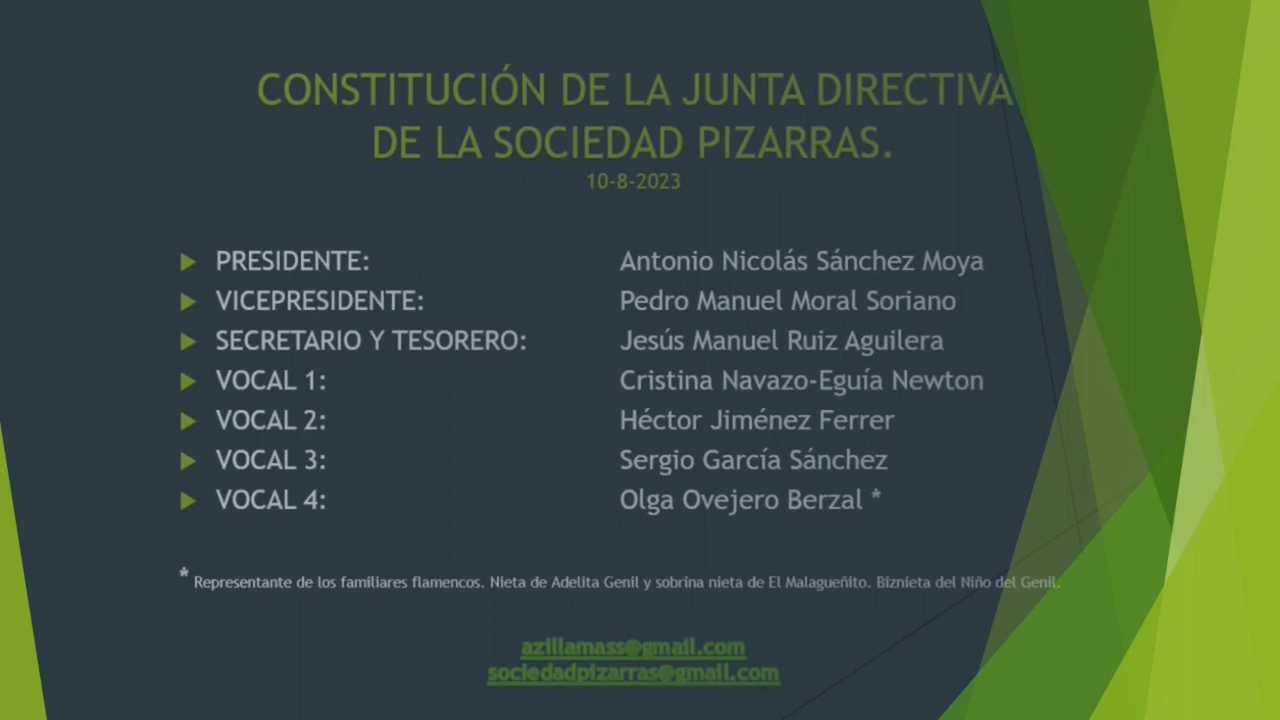 CONSTITUCIÓN DE LA JUNTA DIRECTIVA
DE LA SOCIEDAD PIZARRAS.
10-8-2023
PRESIDENTE: Antonio Nicolás Sánchez Moya
VICEPRESIDENTE: Pedro Manuel Moral Soriano
SECRETARIO Y TESORERO: Jesús Manuel Ruiz Aguilera
VOCAL 1: Cristina Navazo-Eguía Newton
VOCAL 2: Héctor Jiménez Ferrer
VOCAL 3: Sergio García Sánchez
VOCAL 4: Olga Ovejero Berzal *
* Representante de los familiares flamencos. Nieta de Adelita Genil y sobrina nieta de El Malagueñito. Biznieta del Niño del Genil.
azillamass@gmail.com
sociedadpizarras@gmail.com